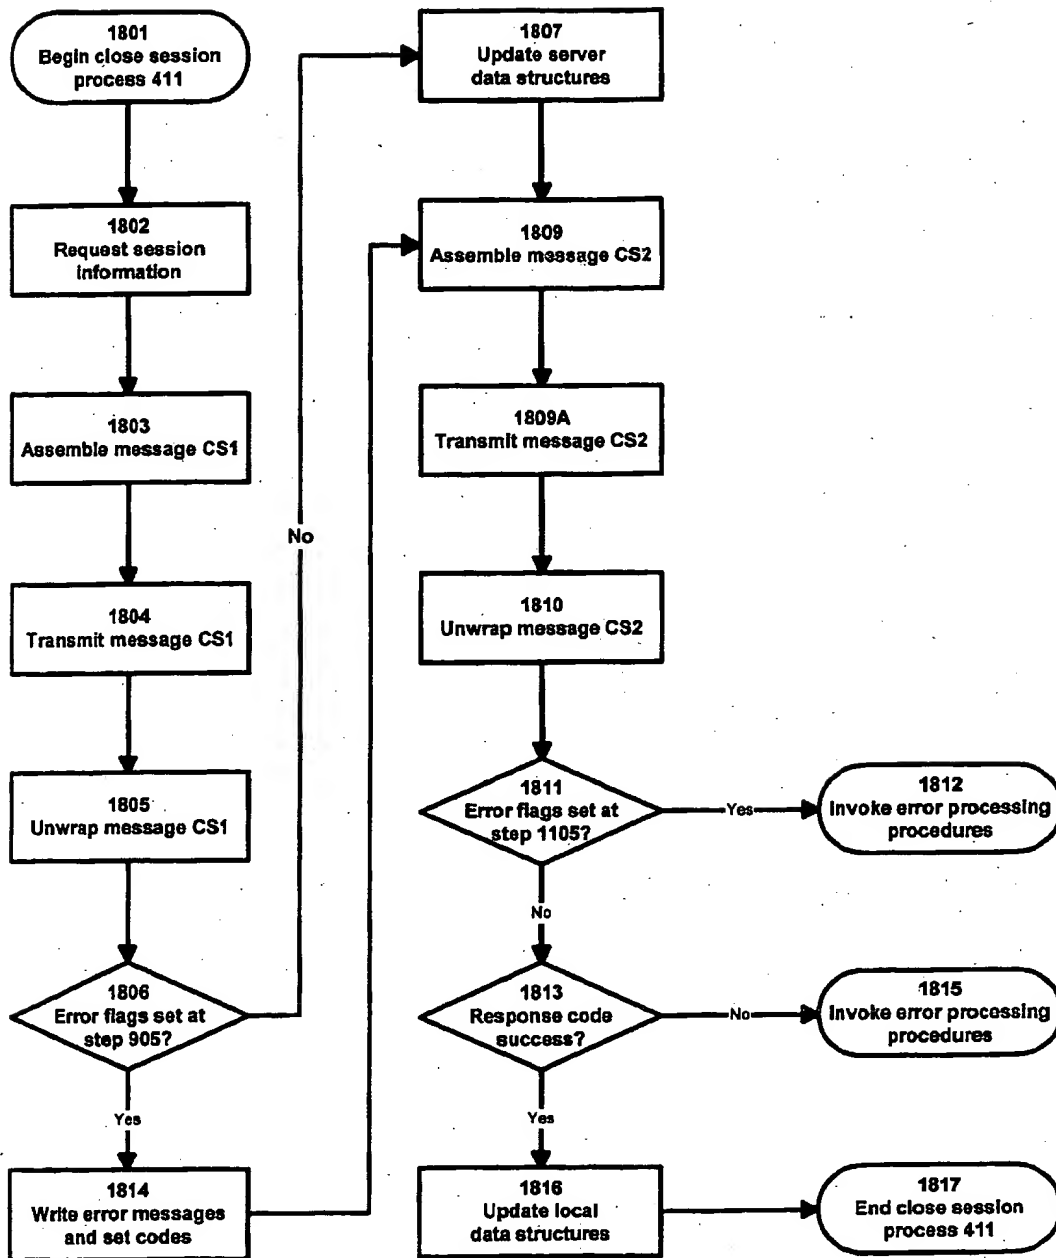 1801
Begin close session
process 411
1802
Request session
information
1803
Assemble message CS1
1804
Transmit message CS1
1805
Unwrap message CS1
1806
Error flags set at
step 905?
Yes
1814
Write error messages
and set codes
No
1807
Update server
data structures
1809
Assemble message CS2
1809A
Transmit message CS2
1810
Unwrap message CS2
1811
Error flags set at
step 1105?
Yes
1812
Invoke error processing
procedures
No
1813
Response code
success?
No
1815
Invoke error processing
procedures
Yes
1816
Update local
data structures
1817
End close session
process 411